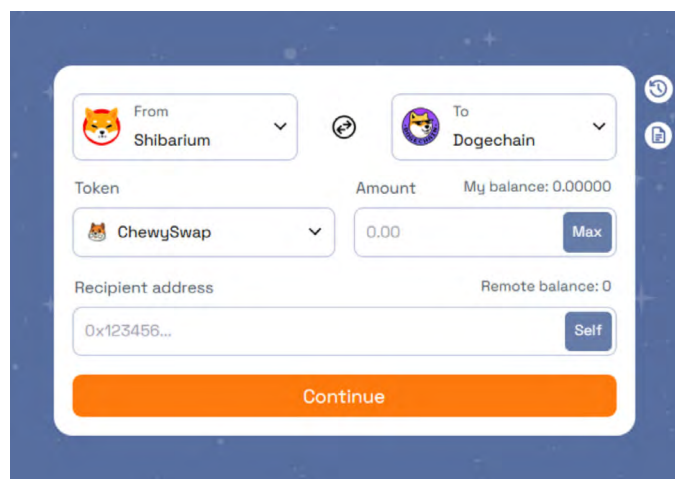 From
Shibarium
To
Dogechain
Token
Amount
My balance: 0.00000
ChewySwap
0.00
Max
Recipient address
Remote balance: 0
0x123456...
Self
Continue